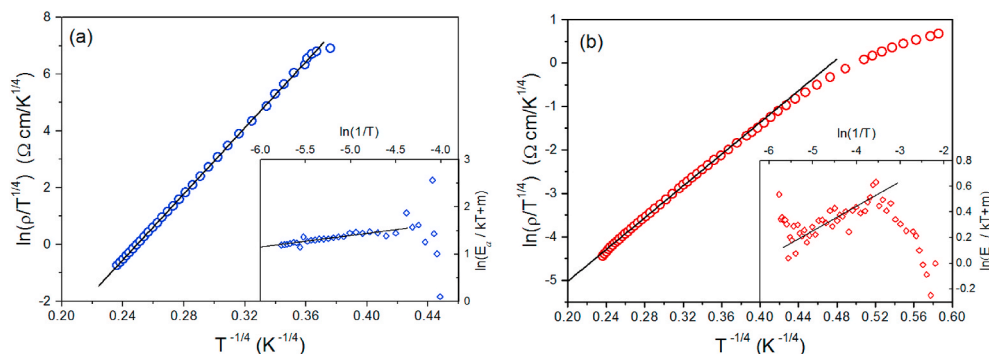 (a)
ln(ρ/T^1/4) (Ω cm/K^1/4)
8
6
4
2
0
-2
0.20 0.24 0.28 0.32 0.36 0.40 0.44
T^-1/4 (K^-1/4)
ln(1/T)
-6.0 -5.5 -5.0 -4.5 -4.0
3
2
1
0
ln(E_a / kT+m)
(b)
ln(ρ/T^1/4) (Ω cm/K^1/4)
1
0
-1
-2
-3
-4
-5
0.20 0.24 0.28 0.32 0.36 0.40 0.44 0.48 0.52 0.56 0.60
T^-1/4 (K^-1/4)
ln(1/T)
-6 -5 -4 -3 -2
0.8
0.6
0.4
0.2
0.0
ln(E_a / kT+m)